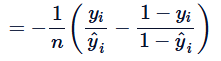 $= -\frac{1}{n}\left(\frac{y_i}{\hat{y}_i} - \frac{1 - y_i}{1 - \hat{y}_i}\right)$